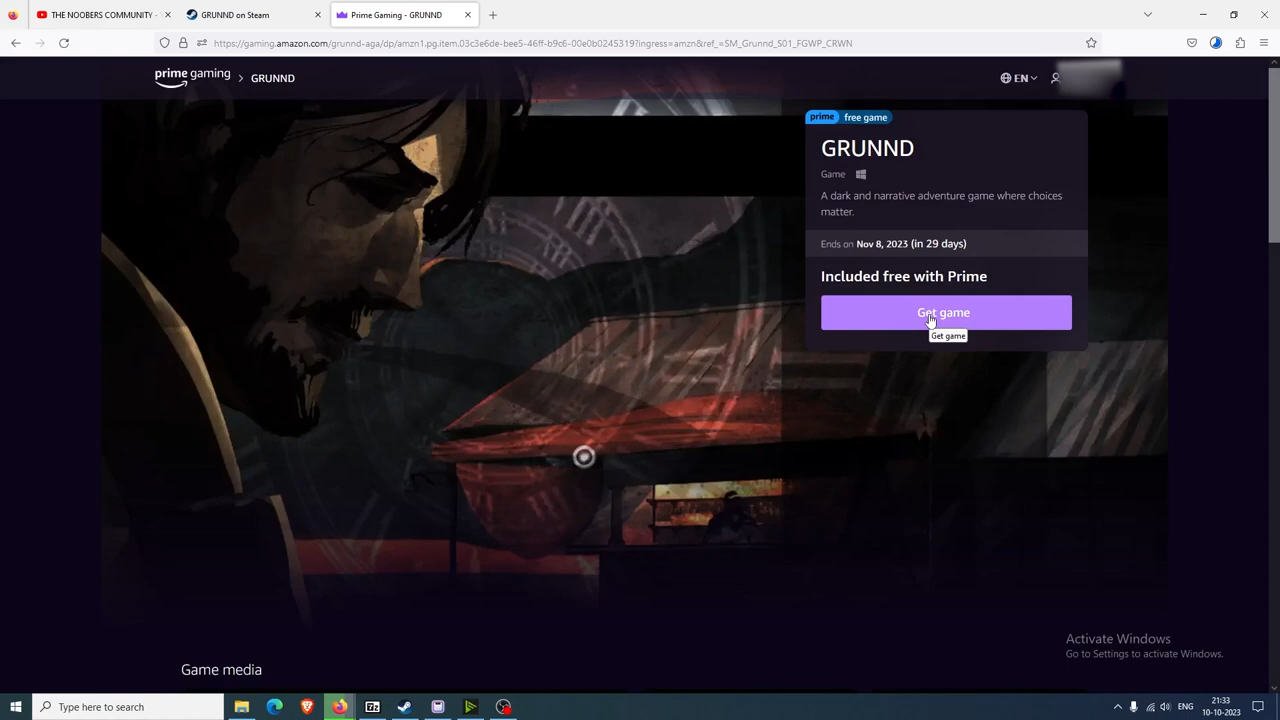 THE NOOBERS COMMUNITY -
GRUNND on Steam
Prime Gaming - GRUNND
https://gaming.amazon.com/grunnd-aga/dp/amzn1.pg.item.03c3e6de-bee5-46ff-b9c6_00e0b0245319?ingress=amzn&ref_=SM_Grunnd_S01_FGWP_CRWN
prime gaming
GRUNND
EN
prime free game
GRUNND
Game
A dark and narrative adventure game where choices
matter.
Ends on Nov 8, 2023 (in 29 days)
Included free with Prime
Get game
Get game
Game media
Activate Windows
Go to Settings to activate Windows.
Type here to search
ENG
21:33
10-10-2023